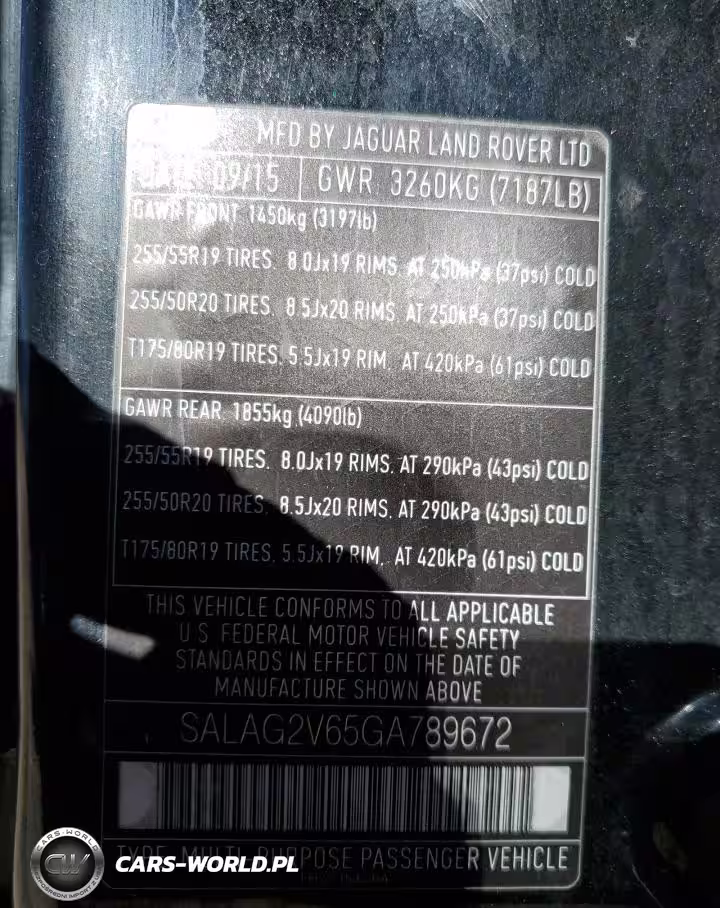 MFD BY JAGUAR LAND ROVER LTD
DATE 09/15 GWR. 3260KG (7187LB)
GAWR FRONT. 1450kg (3197lb)
255/55R19 TIRES. 8.0Jx19 RIMS. AT 250kPa (37psi) COLD
255/50R20 TIRES. 8.5Jx20 RIMS. AT 250kPa (37psi) COLD
T175/80R19 TIRES. 5.5Jx19 RIM. AT 420kPa (61psi) COLD
GAWR REAR. 1855kg (4090lb)
255/55R19 TIRES. 8.0Jx19 RIMS. AT 290kPa (43psi) COLD
255/50R20 TIRES. 8.5Jx20 RIMS. AT 290kPa (43psi) COLD
T175/80R19 TIRES. 5.5Jx19 RIM. AT 420kPa (61psi) COLD
THIS VEHICLE CONFORMS TO ALL APPLICABLE
U S FEDERAL MOTOR VEHICLE SAFETY
STANDARDS IN EFFECT ON THE DATE OF
MANUFACTURE SHOWN ABOVE
SALAG2V65GA789672
TYPE: MULTI PURPOSE PASSENGER VEHICLE
CARS-WORLD
CW
CARS-WORLD.PL